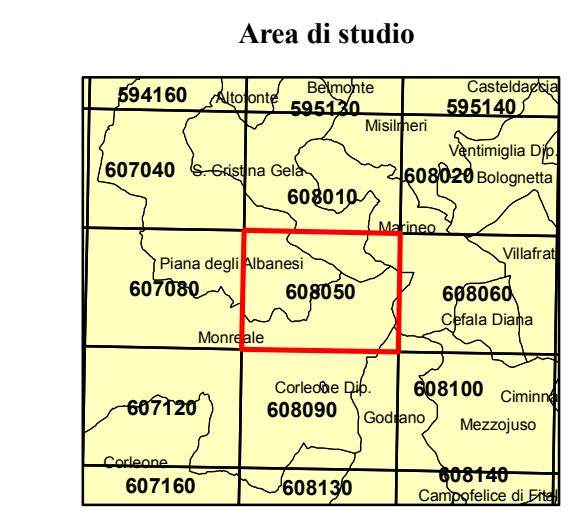 Area di studio
Belmonte
Casteldaccia
594160
Altofonte
595130
595140
Misilmeri
Ventimiglia Dip.
607040
S. Cristina Gela
608020
Bolognetta
608010
Marineo
Villafrat
Piana degli Albanesi
607080
608050
608060
Cefala Diana
Monreale
Corleone Dip.
608100
Ciminna
607120
608090
Godrano
Mezzojuso
Corleone
608140
607160
608130
Campofelice di Fital